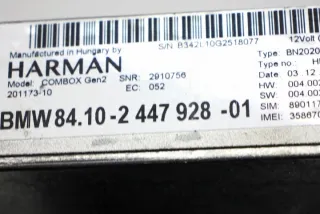 S/N B342L10G2518077
12Volt
Manufactured in Hungary by
HARMAN
Type: BN2020
Type no.:
Model: COMBOX Gen2 SNR: 2910756
Date: 03 .12
201173-10 EC: 052
HW: 004.00
SW: 004.00
BMW 84.10-2 447 928 -01
SIM: 89011
IMEI: 35867